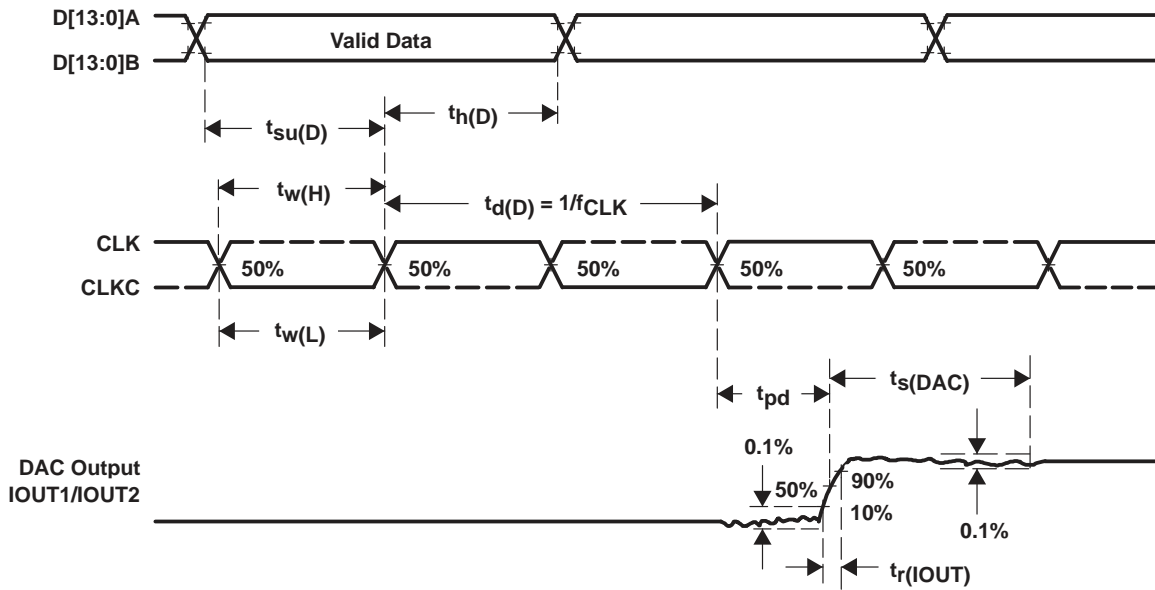 D[13:0]A
Valid Data
D[13:0]B
th(D)
tsu(D)
tw(H)
td(D) = 1/fCLK
CLK
50% 50% 50% 50% 50%
CLKC
tw(L)
ts(DAC)
tpd
0.1%
DAC Output
IOUT1/IOUT2
50% 90%
10%
0.1%
tr(IOUT)